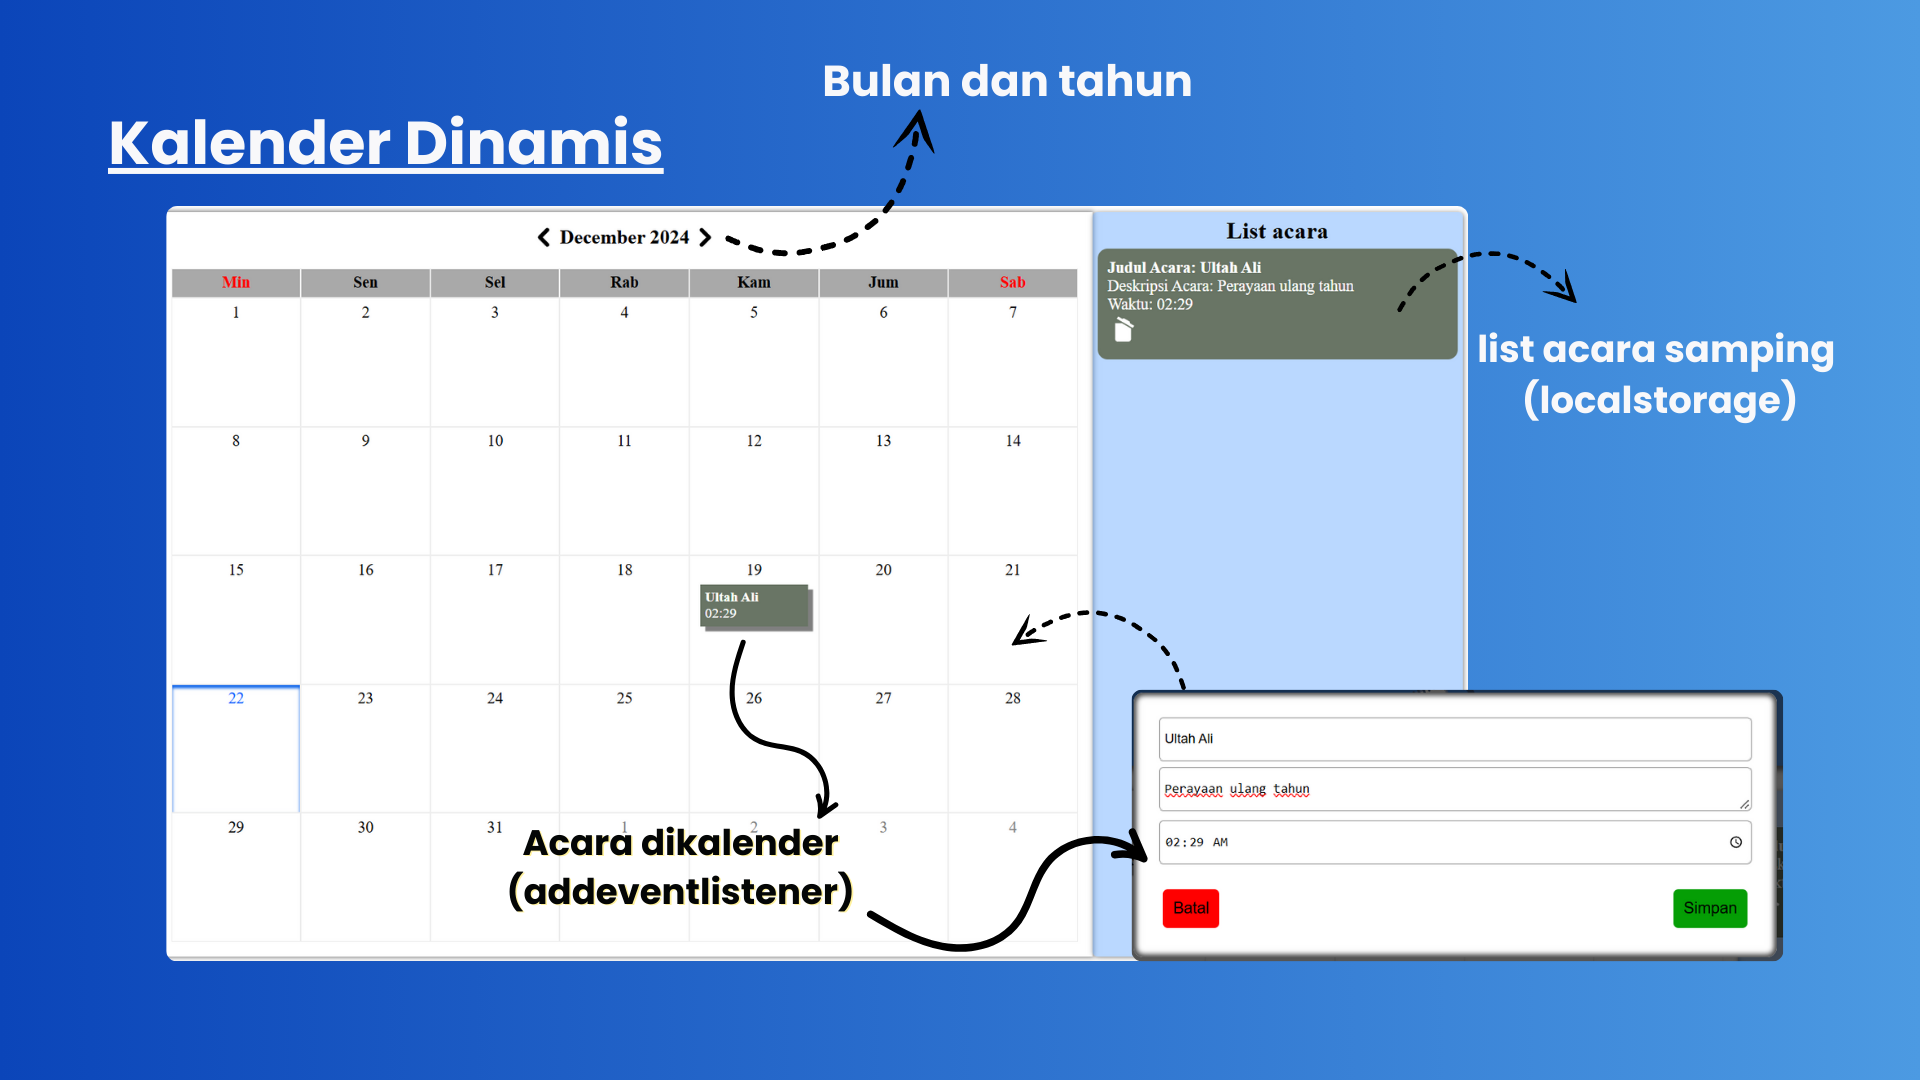 Bulan dan tahun
Kalender Dinamis
December 2024
Min Sen Sel Rab Kam Jum Sab
1 2 3 4 5 6 7
8 9 10 11 12 13 14
15 16 17 18 19 20 21
Ultah Ali
02:29
22 23 24 25 26 27 28
29 30 31 1 2 3 4
Acara dikalender
(addeventlistener)
List acara
Judul Acara: Ultah Ali
Deskripsi Acara: Perayaan ulang tahun
Waktu: 02:29
list acara samping
(localstorage)
Ultah Ali
Perayaan ulang tahun
02:29 AM
Batal Simpan